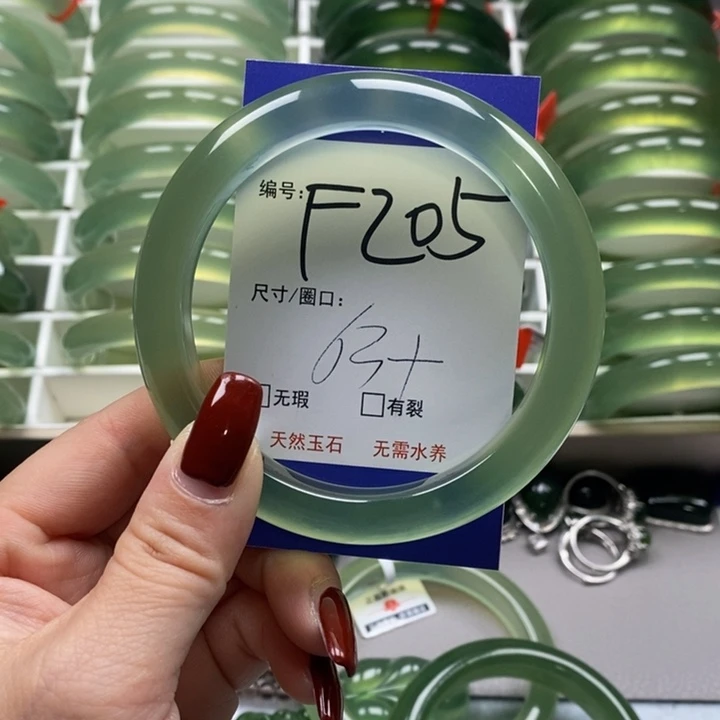 编号: F205
尺寸/圈口:
63+
□无瑕 □有裂
天然玉石 无需水养